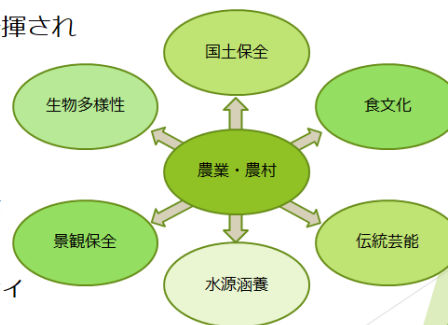 揮され
国土保全
生物多様性
食文化
農業・農村
景観保全
伝統芸能
水源涵養
イ